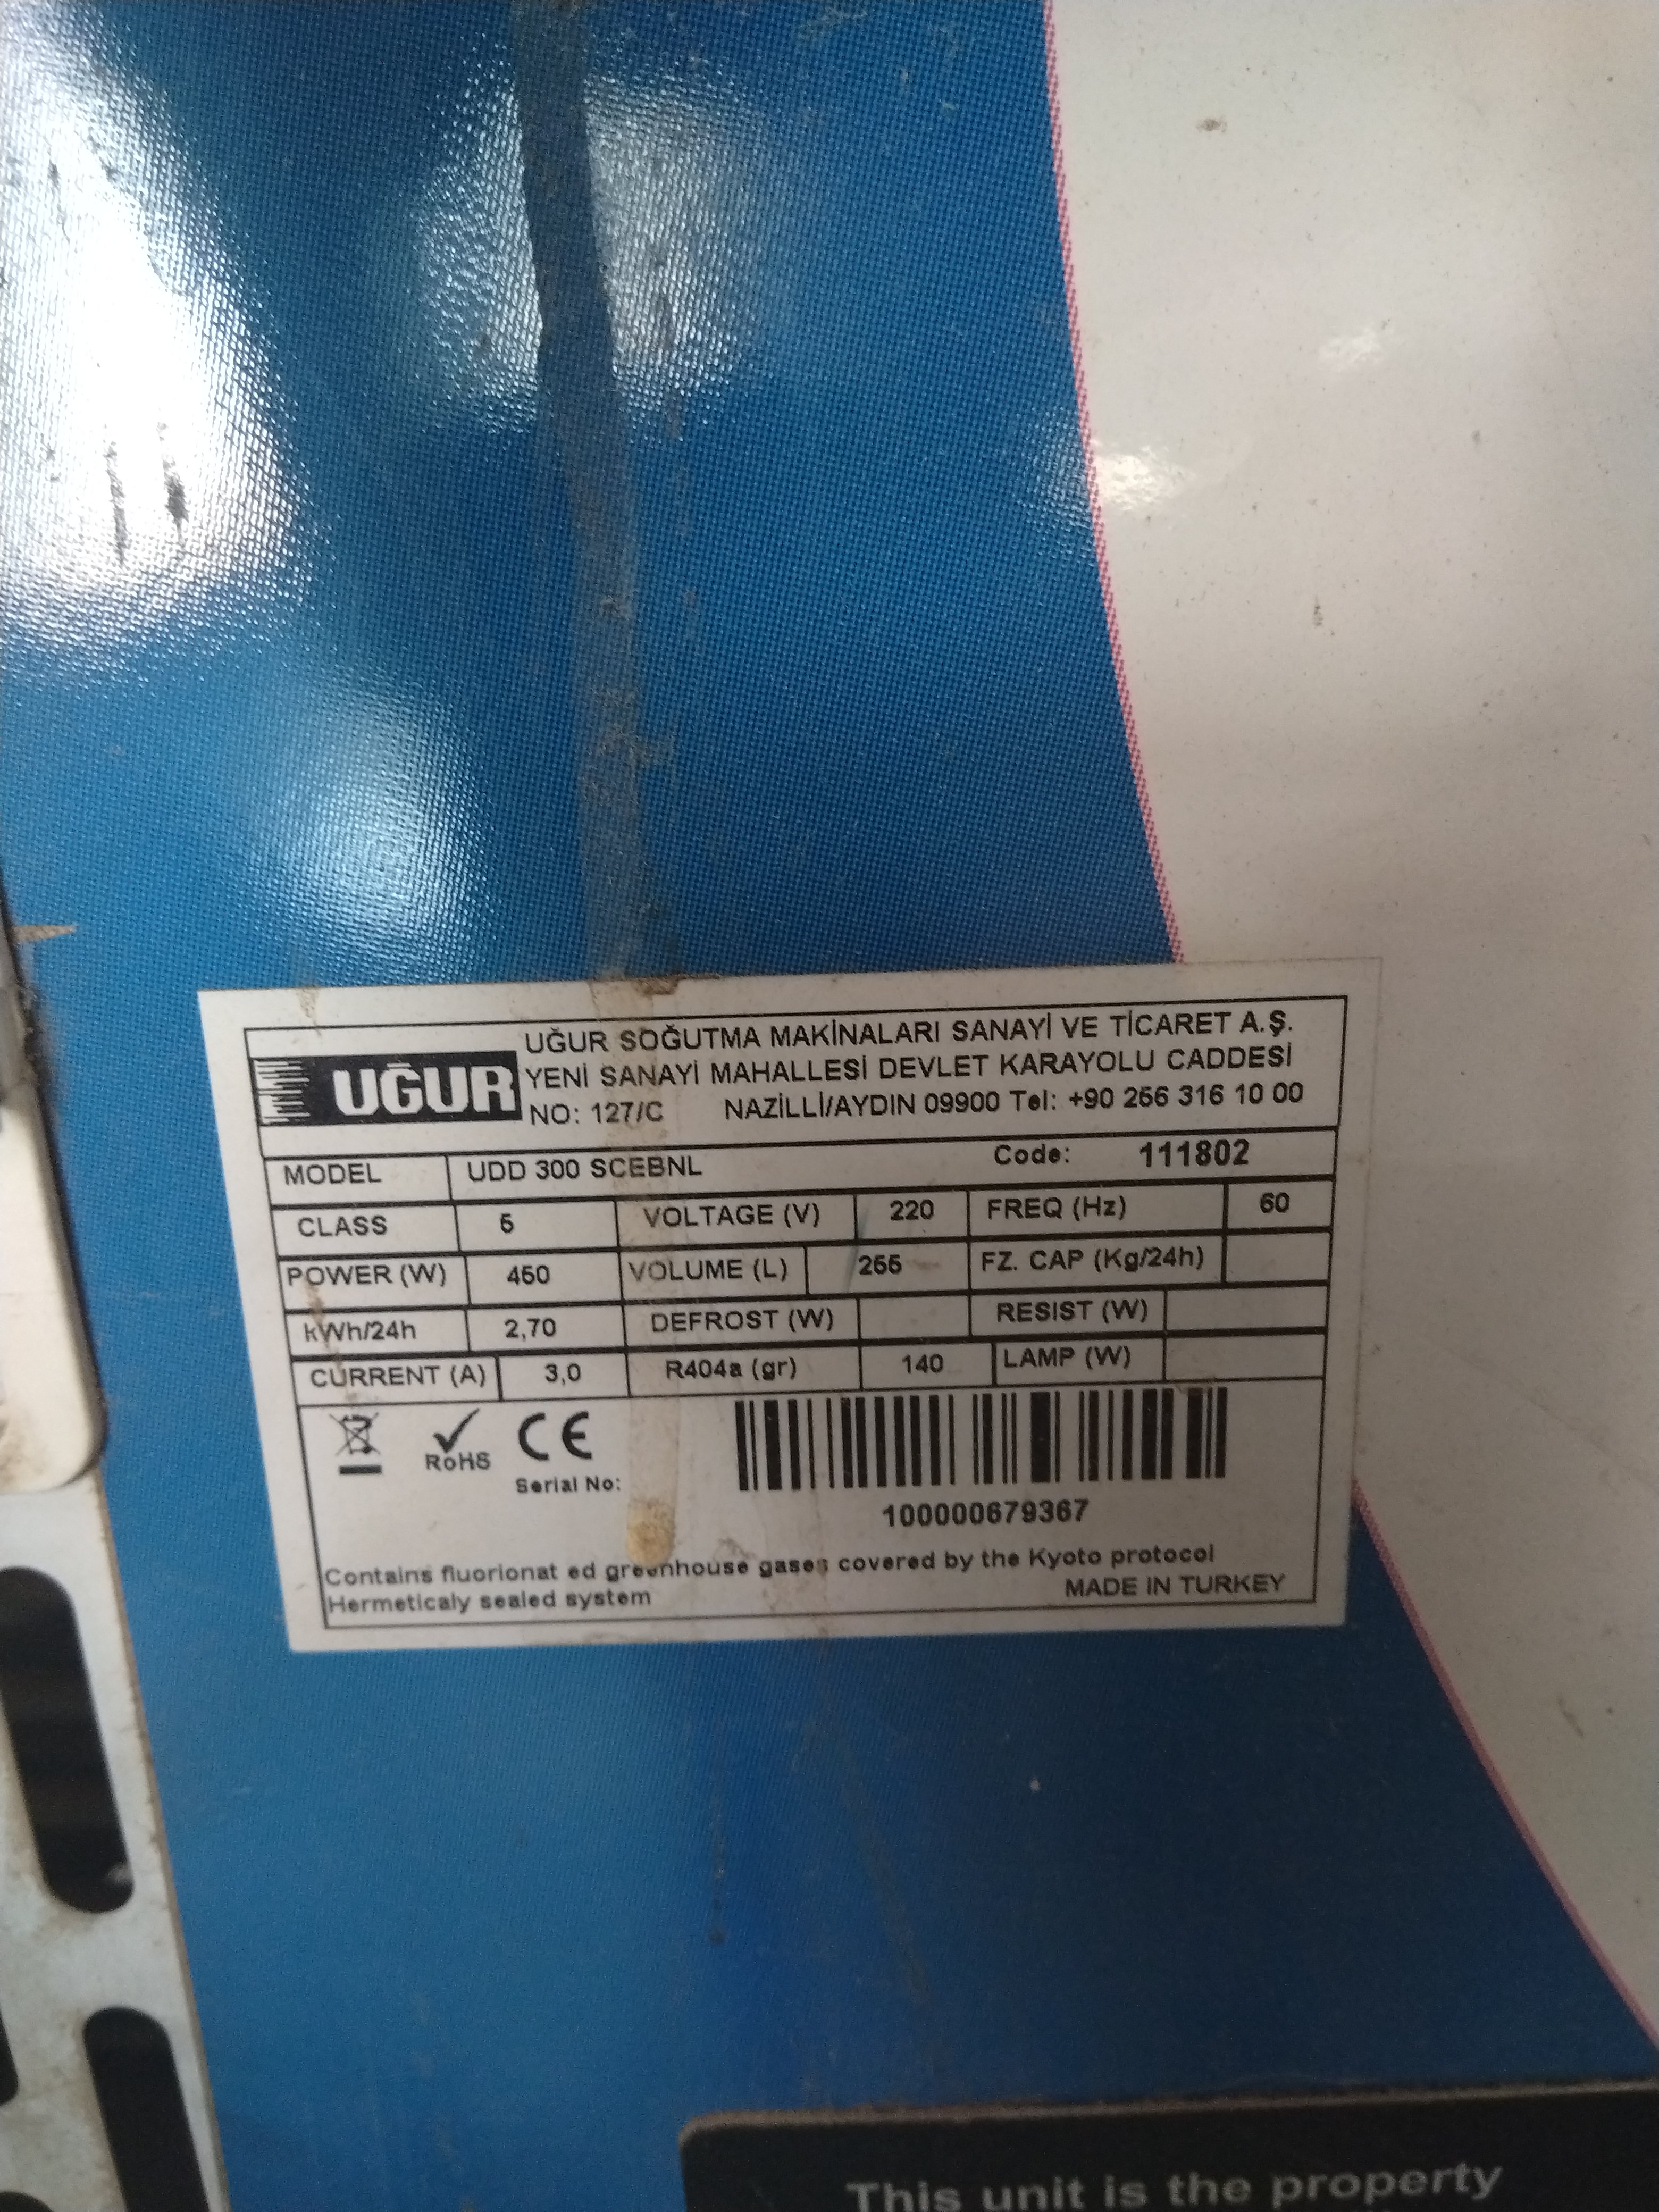 UĞUR
UĞUR SOĞUTMA MAKİNALARI SANAYİ VE TİCARET A.Ş.
YENİ SANAYİ MAHALLESİ DEVLET KARAYOLU CADDESİ
NO: 127/C NAZİLLİ/AYDIN 09900 Tel: +90 256 316 10 00
MODEL UDD 300 SCEBNL Code: 111802
CLASS 5 VOLTAGE (V) 220 FREQ (Hz) 60
POWER (W) 450 VOLUME (L) 255 FZ. CAP (Kg/24h)
kWh/24h 2,70 DEFROST (W) RESIST (W)
CURRENT (A) 3,0 R404a (gr) 140 LAMP (W)
RoHS CE
Serial No:
100000679367
Contains fluorionat ed greenhouse gases covered by the Kyoto protocol
Hermeticaly sealed system MADE IN TURKEY
This unit is the property